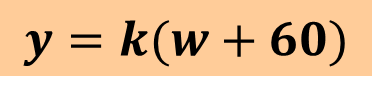 y = k(w + 60)